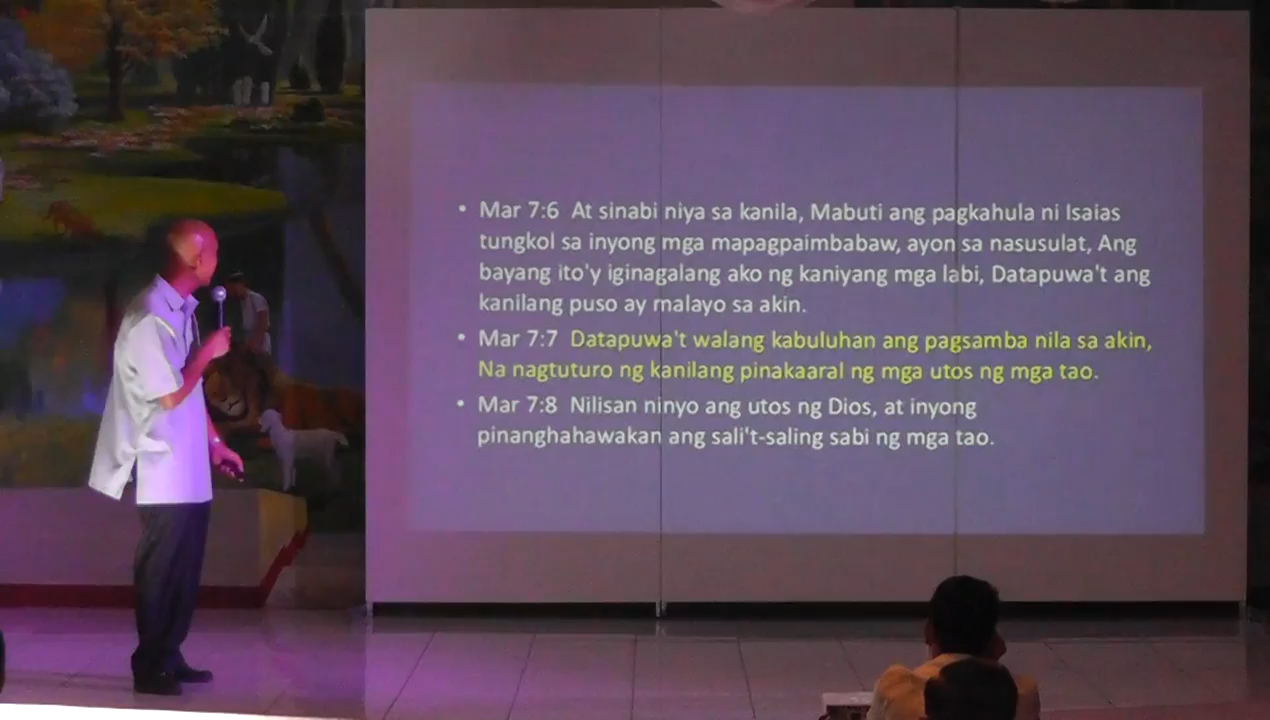 • Mar 7:6 At sinabi niya sa kanila, Mabuti ang pagkahula ni Isaias
tungkol sa inyong mga mapagpaimbabaw, ayon sa nasusulat, Ang
bayang ito'y iginagalang ako ng kaniyang mga labi, Datapuwa't ang
kanilang puso ay malayo sa akin.
• Mar 7:7 Datapuwa't walang kabuluhan ang pagsamba nila sa akin,
Na nagtuturo ng kanilang pinakaaral ng mga utos ng mga tao.
• Mar 7:8 Nilisan ninyo ang utos ng Dios, at inyong
pinanghahawakan ang sali't-saling sabi ng mga tao.